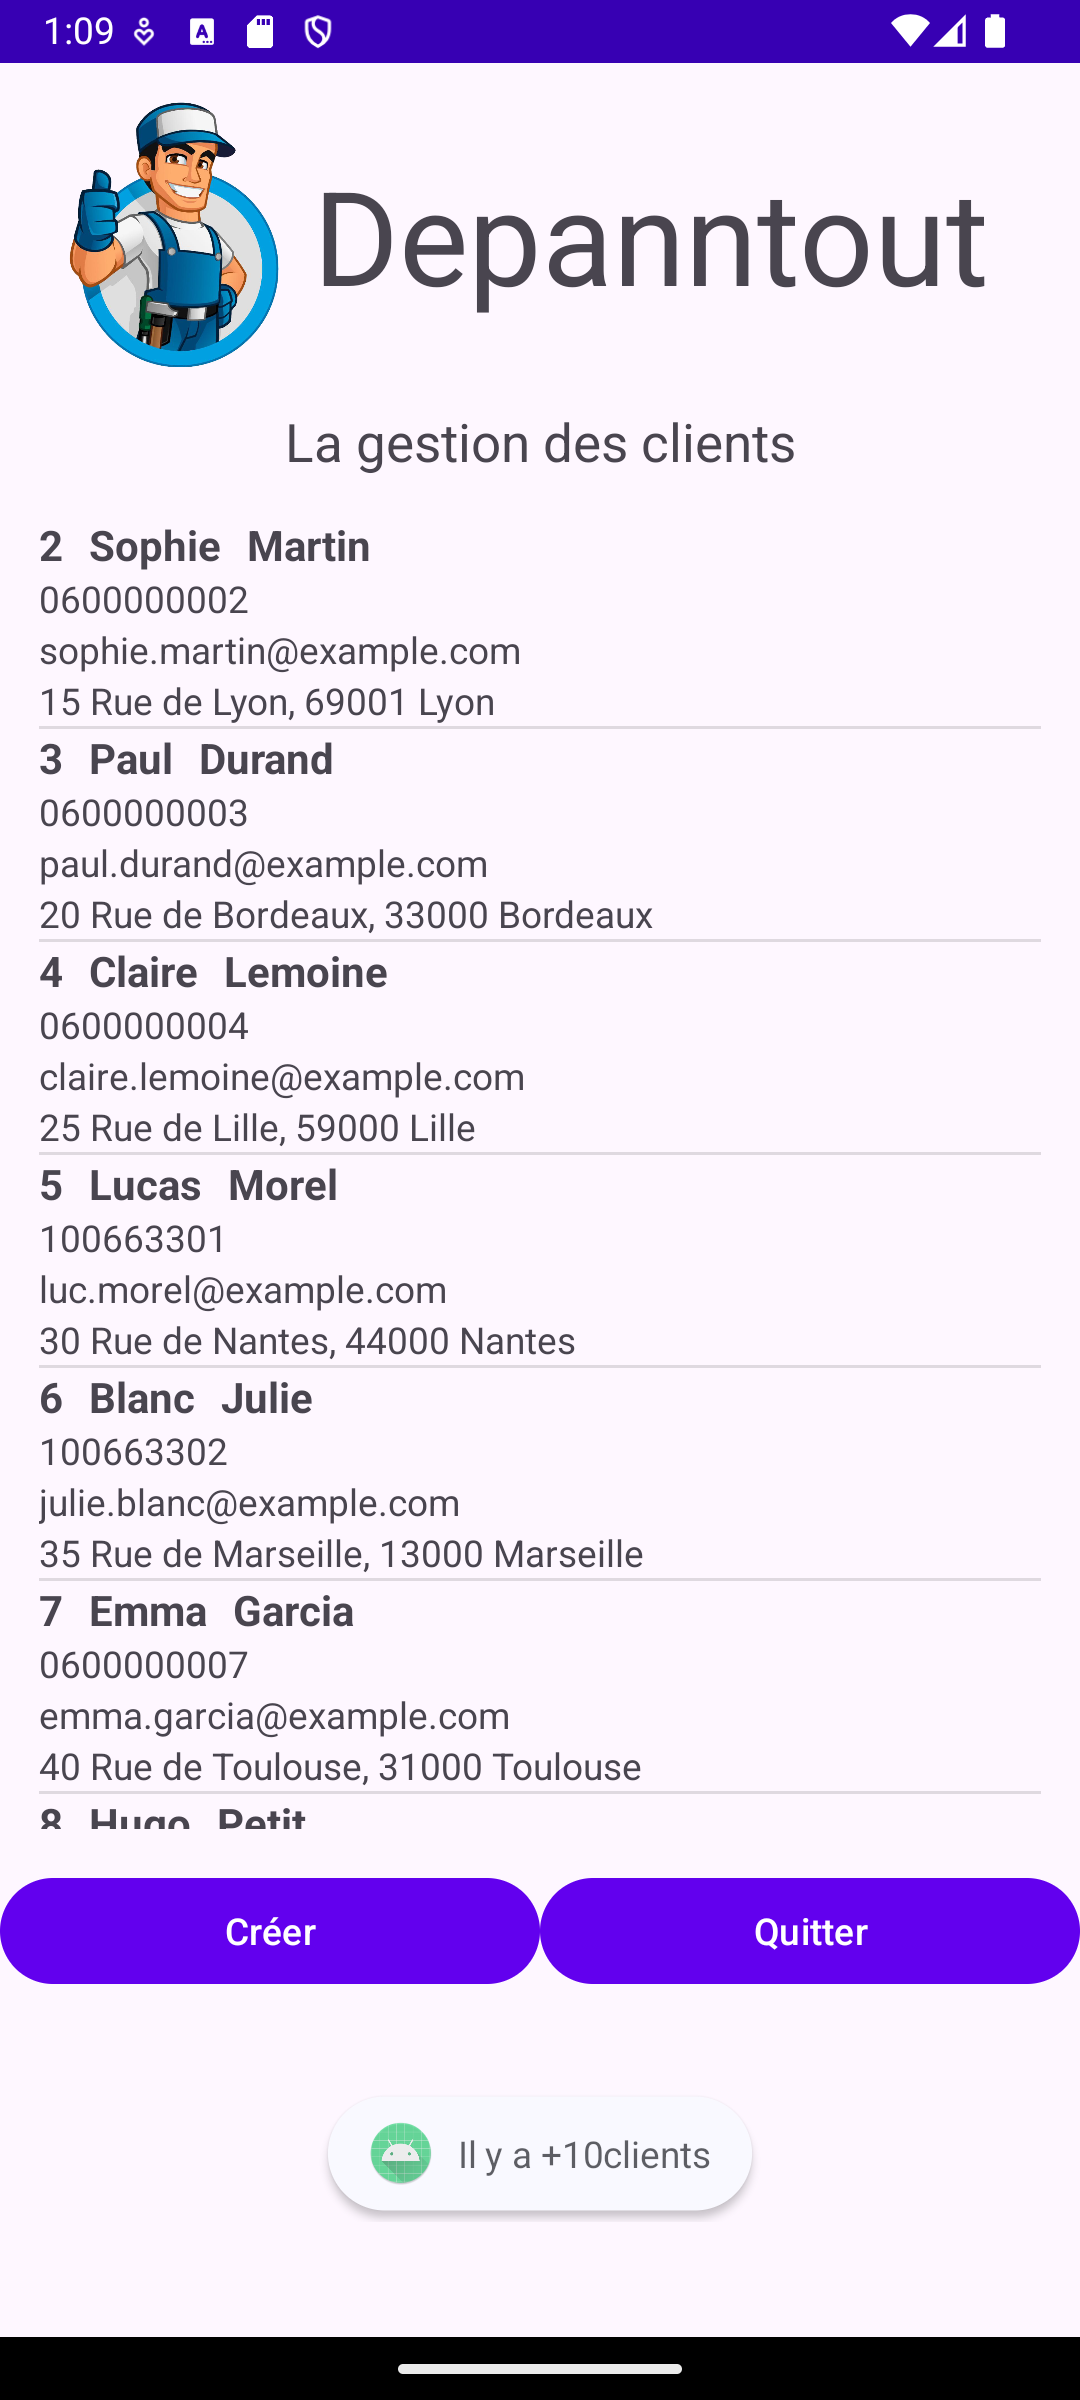 1:09
Depanntout
La gestion des clients
2 Sophie Martin
0600000002
sophie.martin@example.com
15 Rue de Lyon, 69001 Lyon
3 Paul Durand
0600000003
paul.durand@example.com
20 Rue de Bordeaux, 33000 Bordeaux
4 Claire Lemoine
0600000004
claire.lemoine@example.com
25 Rue de Lille, 59000 Lille
5 Lucas Morel
100663301
luc.morel@example.com
30 Rue de Nantes, 44000 Nantes
6 Blanc Julie
100663302
julie.blanc@example.com
35 Rue de Marseille, 13000 Marseille
7 Emma Garcia
0600000007
emma.garcia@example.com
40 Rue de Toulouse, 31000 Toulouse
8 Hugo Petit
Créer
Quitter
Il y a +10clients